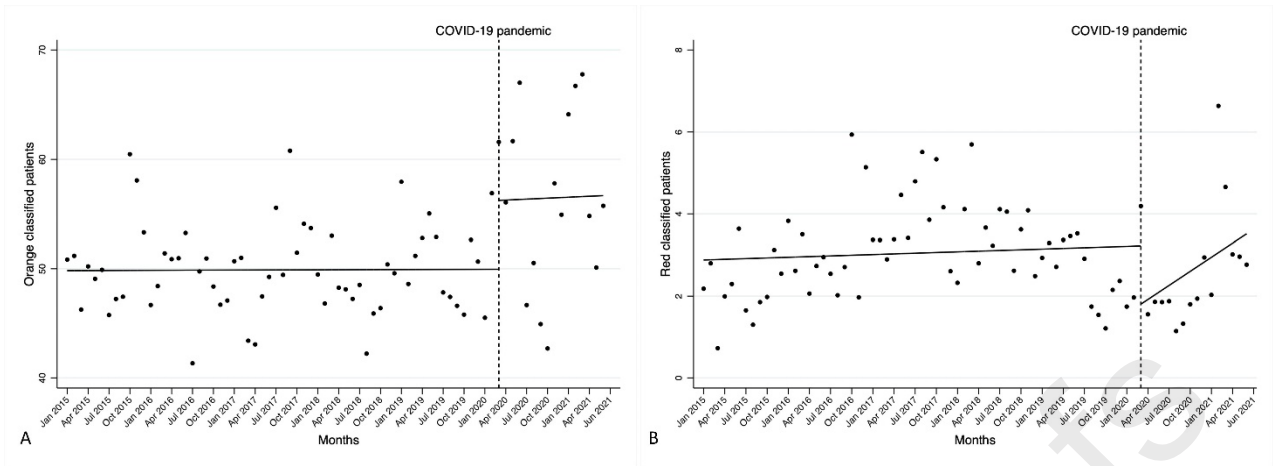 COVID-19 pandemic
70
60
50
40
Orange classified patients
Jan 2015
Apr 2015
Jul 2015
Oct 2015
Jan 2016
Apr 2016
Jul 2016
Oct 2016
Jan 2017
Apr 2017
Jul 2017
Oct 2017
Jan 2018
Apr 2018
Jul 2018
Oct 2018
Jan 2019
Apr 2019
Jul 2019
Oct 2019
Jan 2020
Apr 2020
Jul 2020
Oct 2020
Jan 2021
Apr 2021
Jun 2021
Months
A
COVID-19 pandemic
8
6
4
2
0
Red classified patients
Jan 2015
Apr 2015
Jul 2015
Oct 2015
Jan 2016
Apr 2016
Jul 2016
Oct 2016
Jan 2017
Apr 2017
Jul 2017
Oct 2017
Jan 2018
Apr 2018
Jul 2018
Oct 2018
Jan 2019
Apr 2019
Jul 2019
Oct 2019
Jan 2020
Apr 2020
Jul 2020
Oct 2020
Jan 2021
Apr 2021
Jun 2021
Months
B
ts